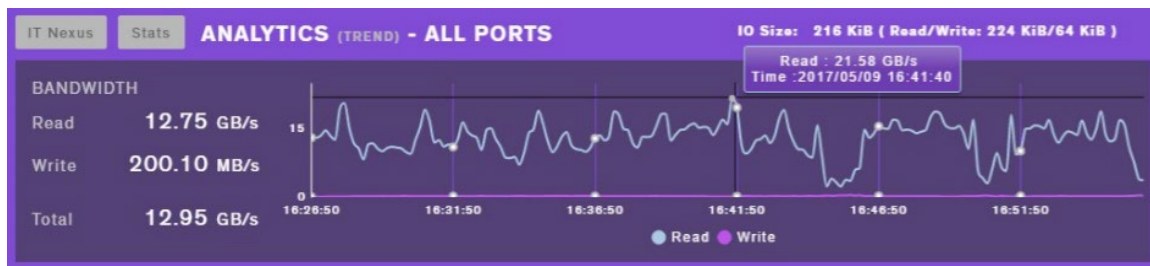 IT Nexus
Stats
ANALYTICS (TREND) - ALL PORTS
IO Size: 216 KiB ( Read/Write: 224 KiB/64 KiB )
Read : 21.58 GB/s
Time :2017/05/09 16:41:40
BANDWIDTH
Read 12.75 GB/s
Write 200.10 MB/s
Total 12.95 GB/s
15
0
16:26:50 16:31:50 16:36:50 16:41:50 16:46:50 16:51:50
Read Write